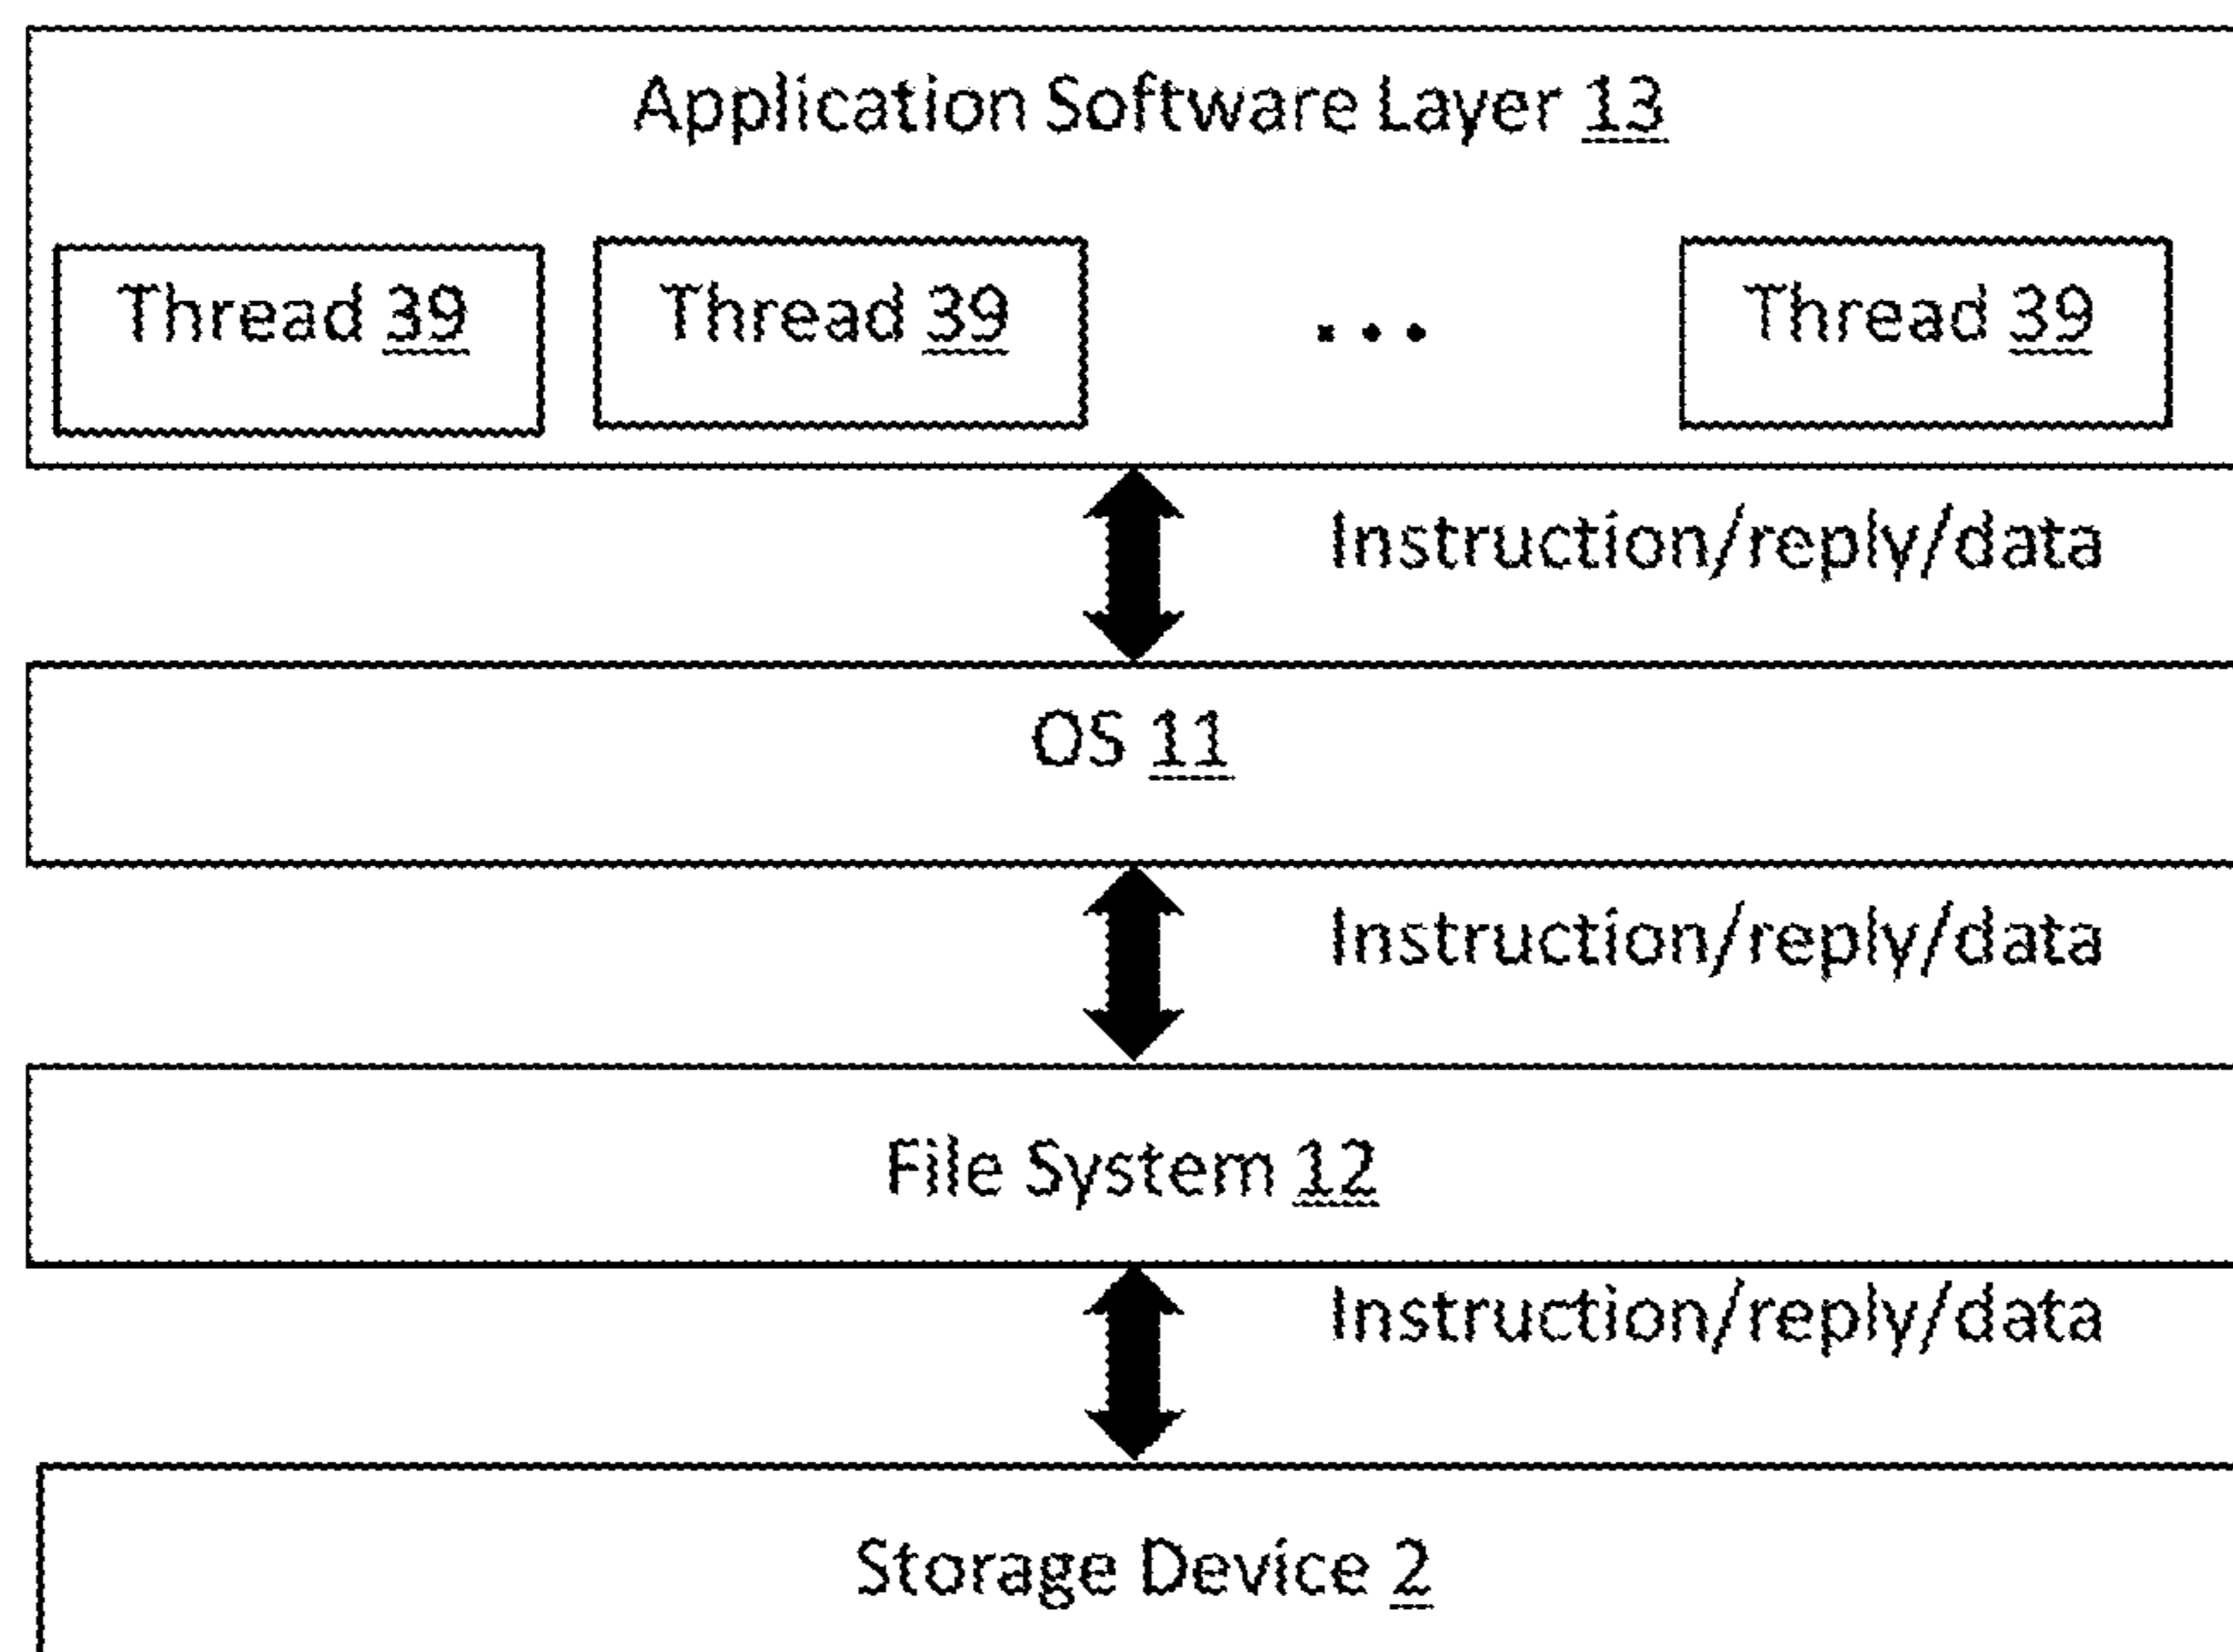 Application Software Layer 13
Thread 39 Thread 39 ... Thread 39
Instruction/reply/data
OS 11
Instruction/reply/data
File System 12
Instruction/reply/data
Storage Device 2